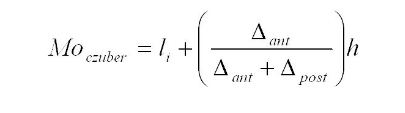 Mo_czuber = l_i + ( Δ_ant / (Δ_ant + Δ_post) ) h